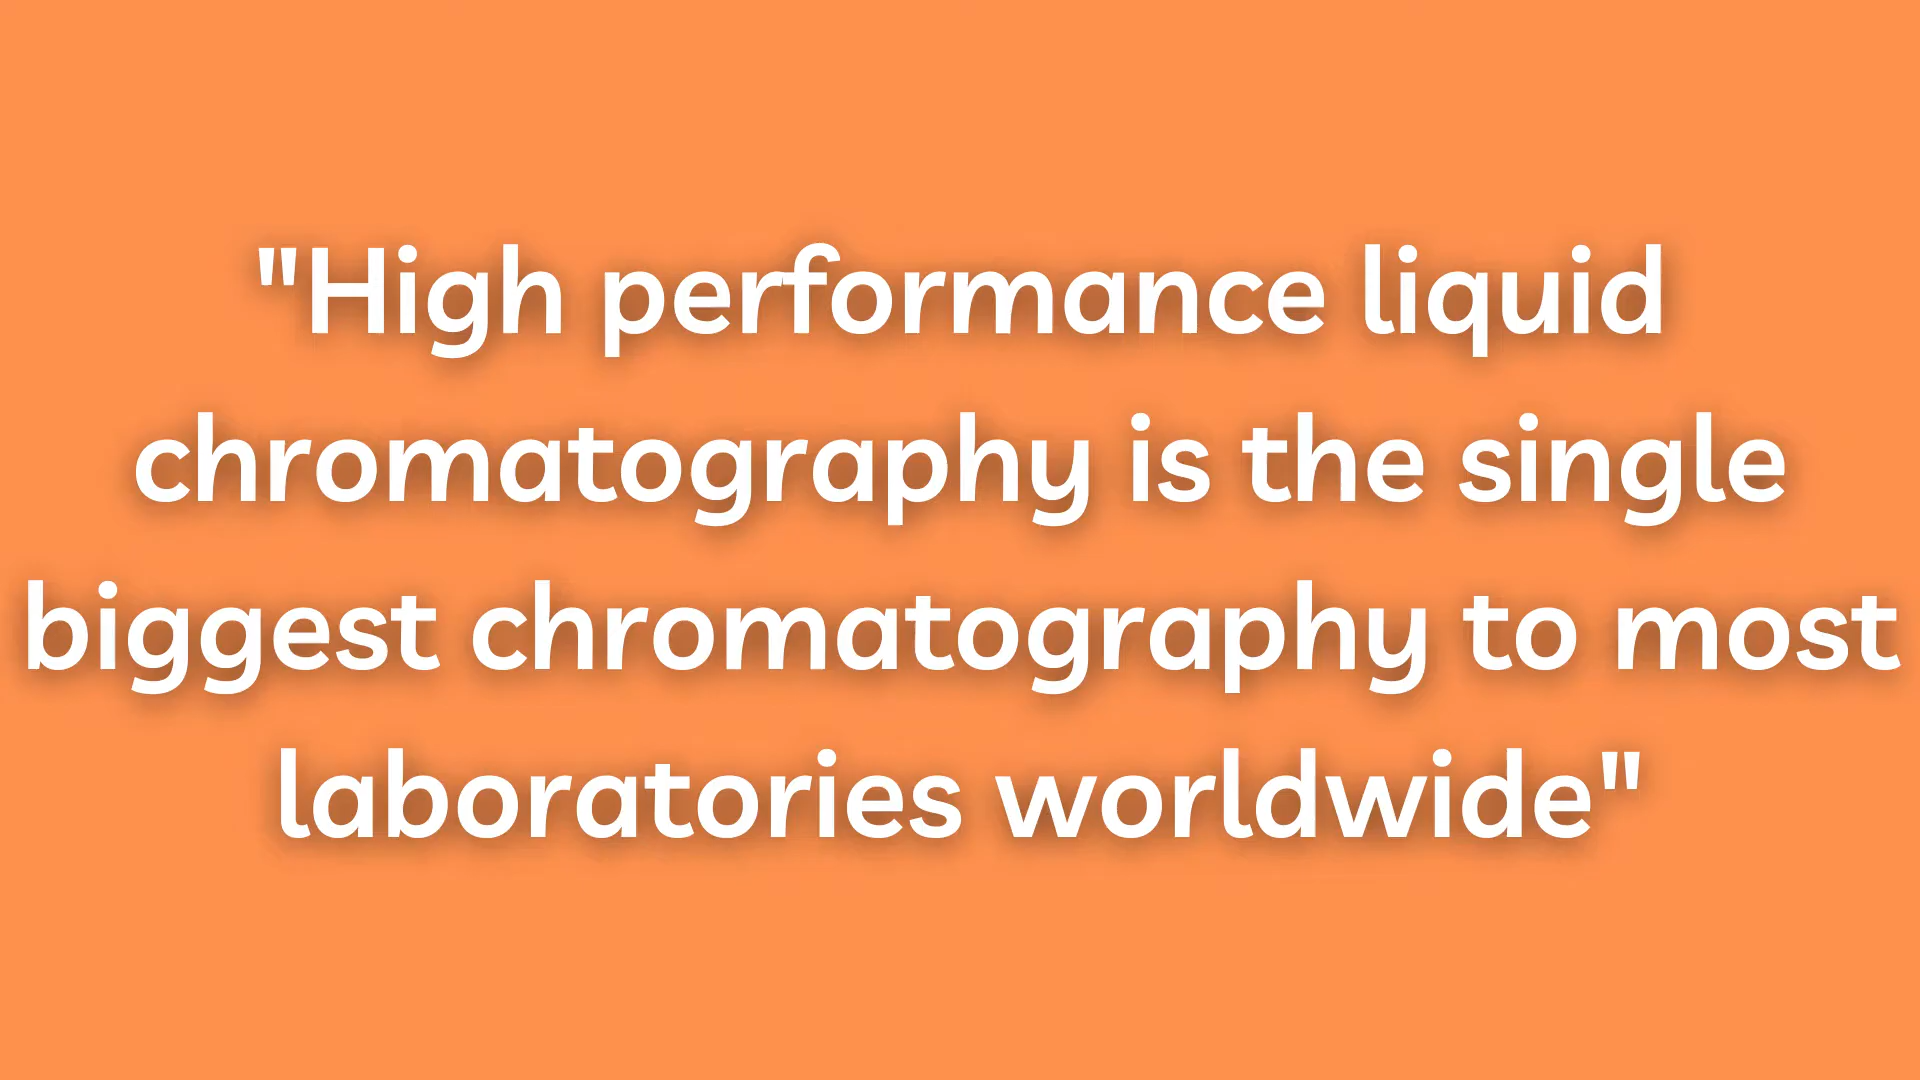 "High performance liquid
chromatography is the single
biggest chromatography to most
laboratories worldwide"